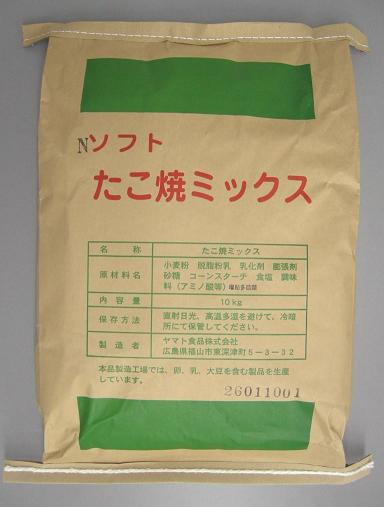 Nソフト
たこ焼ミックス
名　称　たこ焼ミックス
原材料名　小麦粉　脱脂粉乳　乳化剤　膨張剤
砂糖　コーンスターチ　食塩　調味
料（アミノ酸等）増粘多糖類
内　容　量　10kg
保存方法　直射日光、高温多湿を避けて、冷暗
所にて保管してください。
製　造　者　ヤマト食品株式会社
広島県福山市東深津町5－3－32
本品製造工場では、卵、乳、大豆を含む製品を生産
しています。
26011001